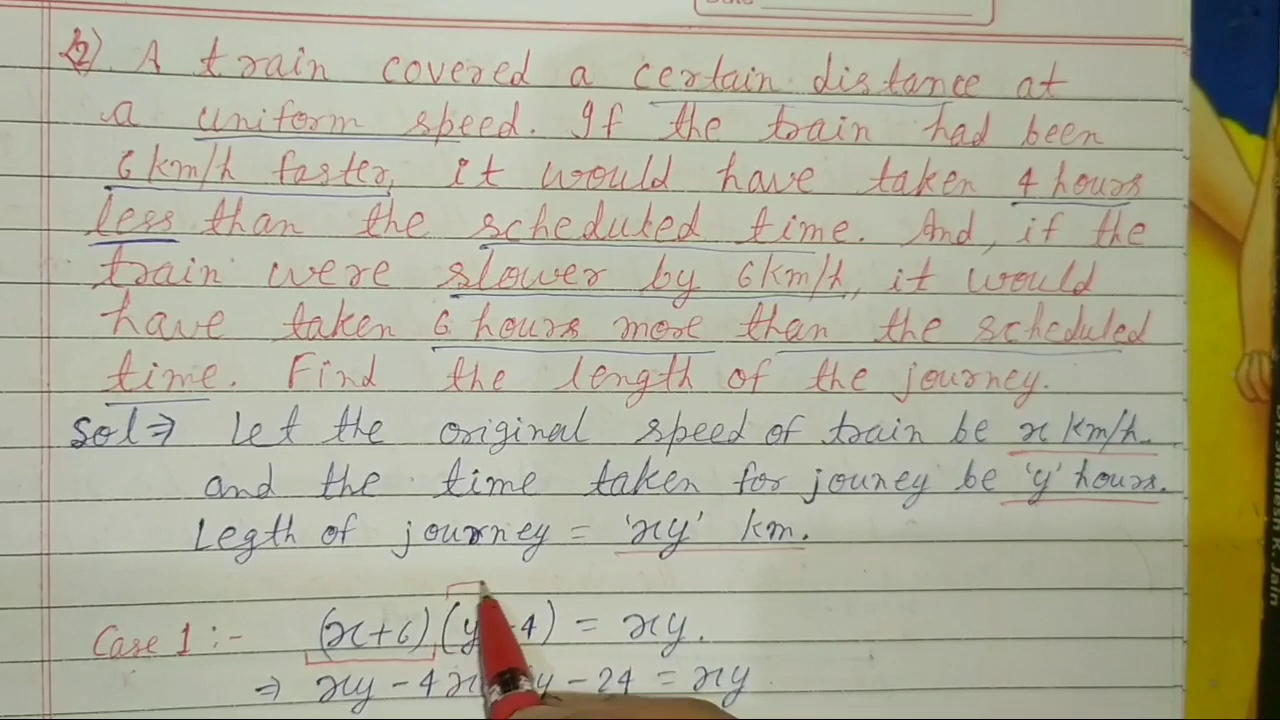 Date
Q2). A train covered a certain distance at
a uniform speed. If the train had been
6 km/h faster, it would have taken 4 hours
less than the scheduled time. And, if the
train were slower by 6 km/h, it would
have taken 6 hours more than the scheduled
time. Find the length of the journey.
Sol⇒ Let the original speed of train be x km/h.
and the time taken for jouney be 'y' hours.
Legth of journey = 'xy' km.
Case 1 :- (x+6)(y-4) = xy.
⇒ xy - 4x y - 24 = xy
K. Jain